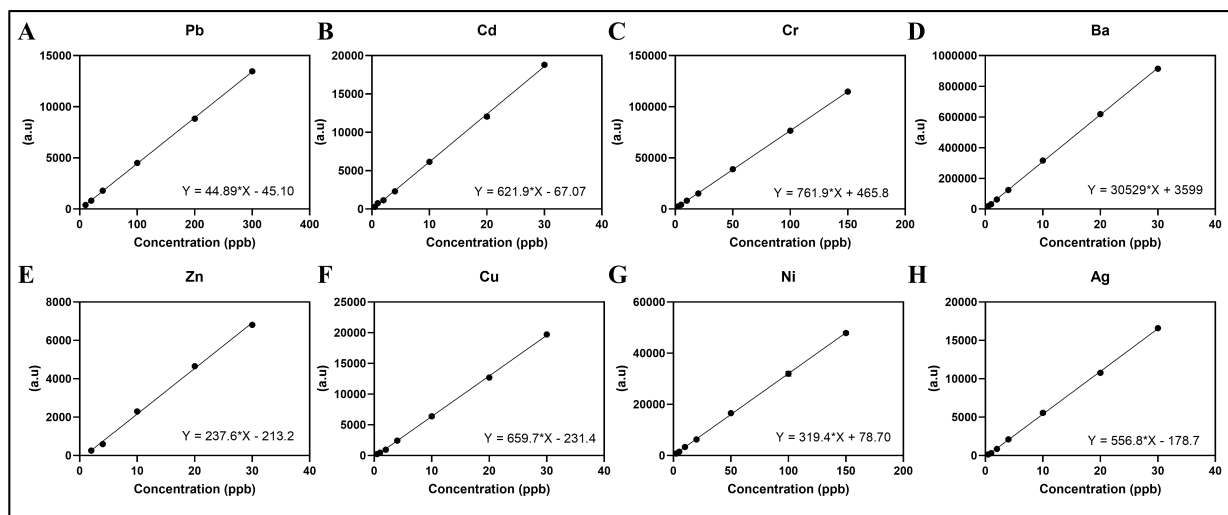 A
Pb
15000
10000
5000
0
(a.u)
Y = 44.89*X - 45.10
0 100 200 300 400
Concentration (ppb)
B
Cd
20000
15000
10000
5000
0
(a.u)
Y = 621.9*X - 67.07
0 10 20 30 40
Concentration (ppb)
C
Cr
150000
100000
50000
0
(a.u)
Y = 761.9*X + 465.8
0 50 100 150 200
Concentration (ppb)
D
Ba
1000000
800000
600000
400000
200000
0
(a.u)
Y = 30529*X + 3599
0 10 20 30 40
Concentration (ppb)
E
Zn
8000
6000
4000
2000
0
(a.u)
Y = 237.6*X - 213.2
0 10 20 30 40
Concentration (ppb)
F
Cu
25000
20000
15000
10000
5000
0
(a.u)
Y = 659.7*X - 231.4
0 10 20 30 40
Concentration (ppb)
G
Ni
60000
40000
20000
0
(a.u)
Y = 319.4*X + 78.70
0 50 100 150 200
Concentration (ppb)
H
Ag
20000
15000
10000
5000
0
(a.u)
Y = 556.8*X - 178.7
0 10 20 30 40
Concentration (ppb)